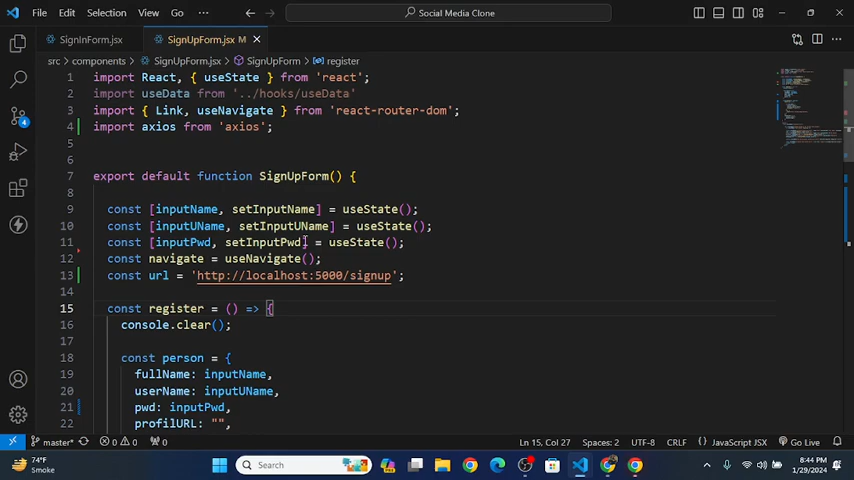 File Edit Selection View Go ... Social Media Clone
SignInForm.jsx SignUpForm.jsx M
src > components > SignUpForm.jsx > SignUpForm > register
1 import React, { useState } from 'react';
2 import useData from '../hooks/useData'
3 import { Link, useNavigate } from 'react-router-dom';
4 import axios from 'axios';
5
6
7 export default function SignUpForm() {
8
9 const [inputName, setInputName] = useState();
10 const [inputUName, setInputUName] = useState();
11 const [inputPwd, setInputPwd] = useState();
12 const navigate = useNavigate();
13 const url = 'http://localhost:5000/signup';
14
15 const register = () => {
16 console.clear();
17
18 const person = {
19 fullName: inputName,
20 userName: inputUName,
21 pwd: inputPwd,
22 profilURL: "",
4
master* 0 0 0 Ln 15, Col 27 Spaces: 2 UTF-8 CRLF { } JavaScript JSX Go Live
74°F
Smoke
Search
8:44 PM
1/29/2024